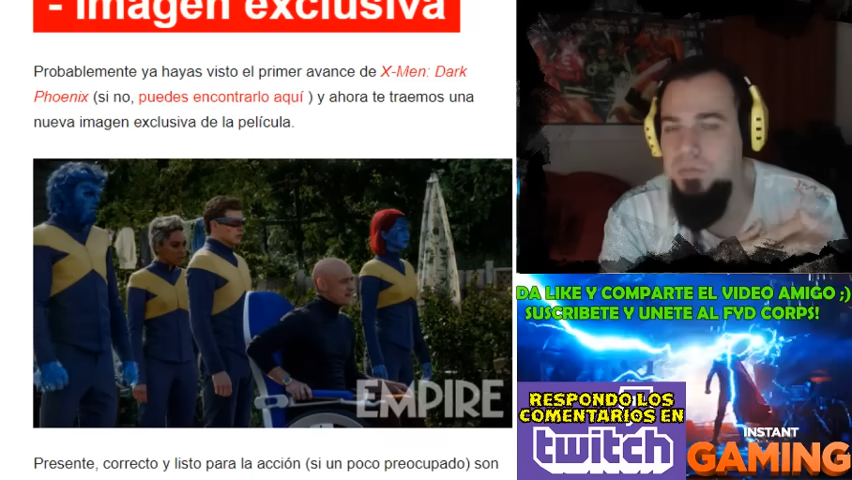 - Imagen exclusiva
Probablemente ya hayas visto el primer avance de X-Men: Dark
Phoenix (si no, puedes encontrarlo aquí ) y ahora te traemos una
nueva imagen exclusiva de la película.
EMPIRE
Presente, correcto y listo para la acción (si un poco preocupado) son
DA LIKE Y COMPARTE EL VIDEO AMIGO ;)
SUSCRIBETE Y UNETE AL FYD CORPS!
RESPONDO LOS
COMENTARIOS EN
twitch
INSTANT
GAMING